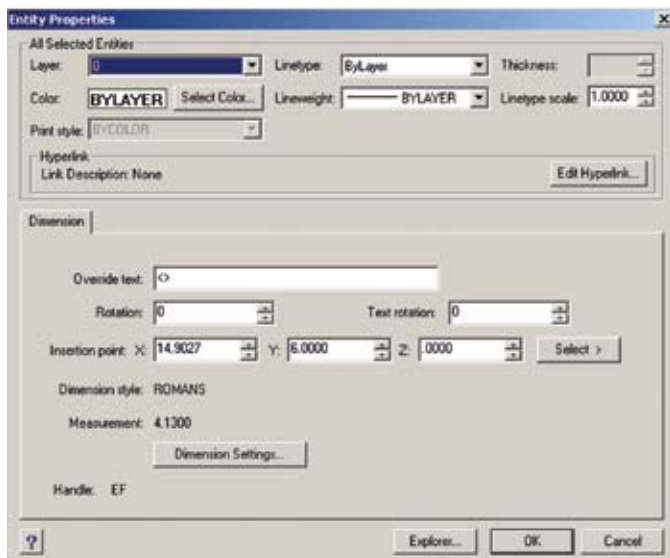 Entity Properties
All Selected Entities
Layer: 0 Linetype: ByLayer Thickness:
Color: BYLAYER Select Color... Lineweight: BYLAYER Linetype scale: 1.0000
Print style: BYCOLOR
Hyperlink
Link Description: None Edit Hyperlink...
Dimension
Override text: <>
Rotation: 0 Text rotation: 0
Insertion point: X: 14.9027 Y: 6.0000 Z: .0000 Select >
Dimension style: ROMANS
Measurement: 4.1300
Dimension Settings...
Handle: EF
? Explorer... OK Cancel